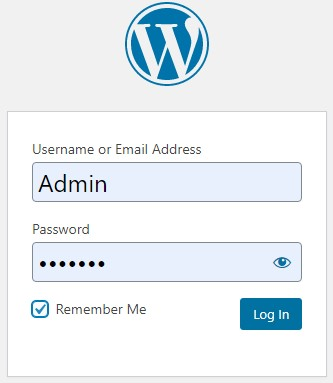 Username or Email Address
Admin
Password
•••••••
Remember Me
Log In